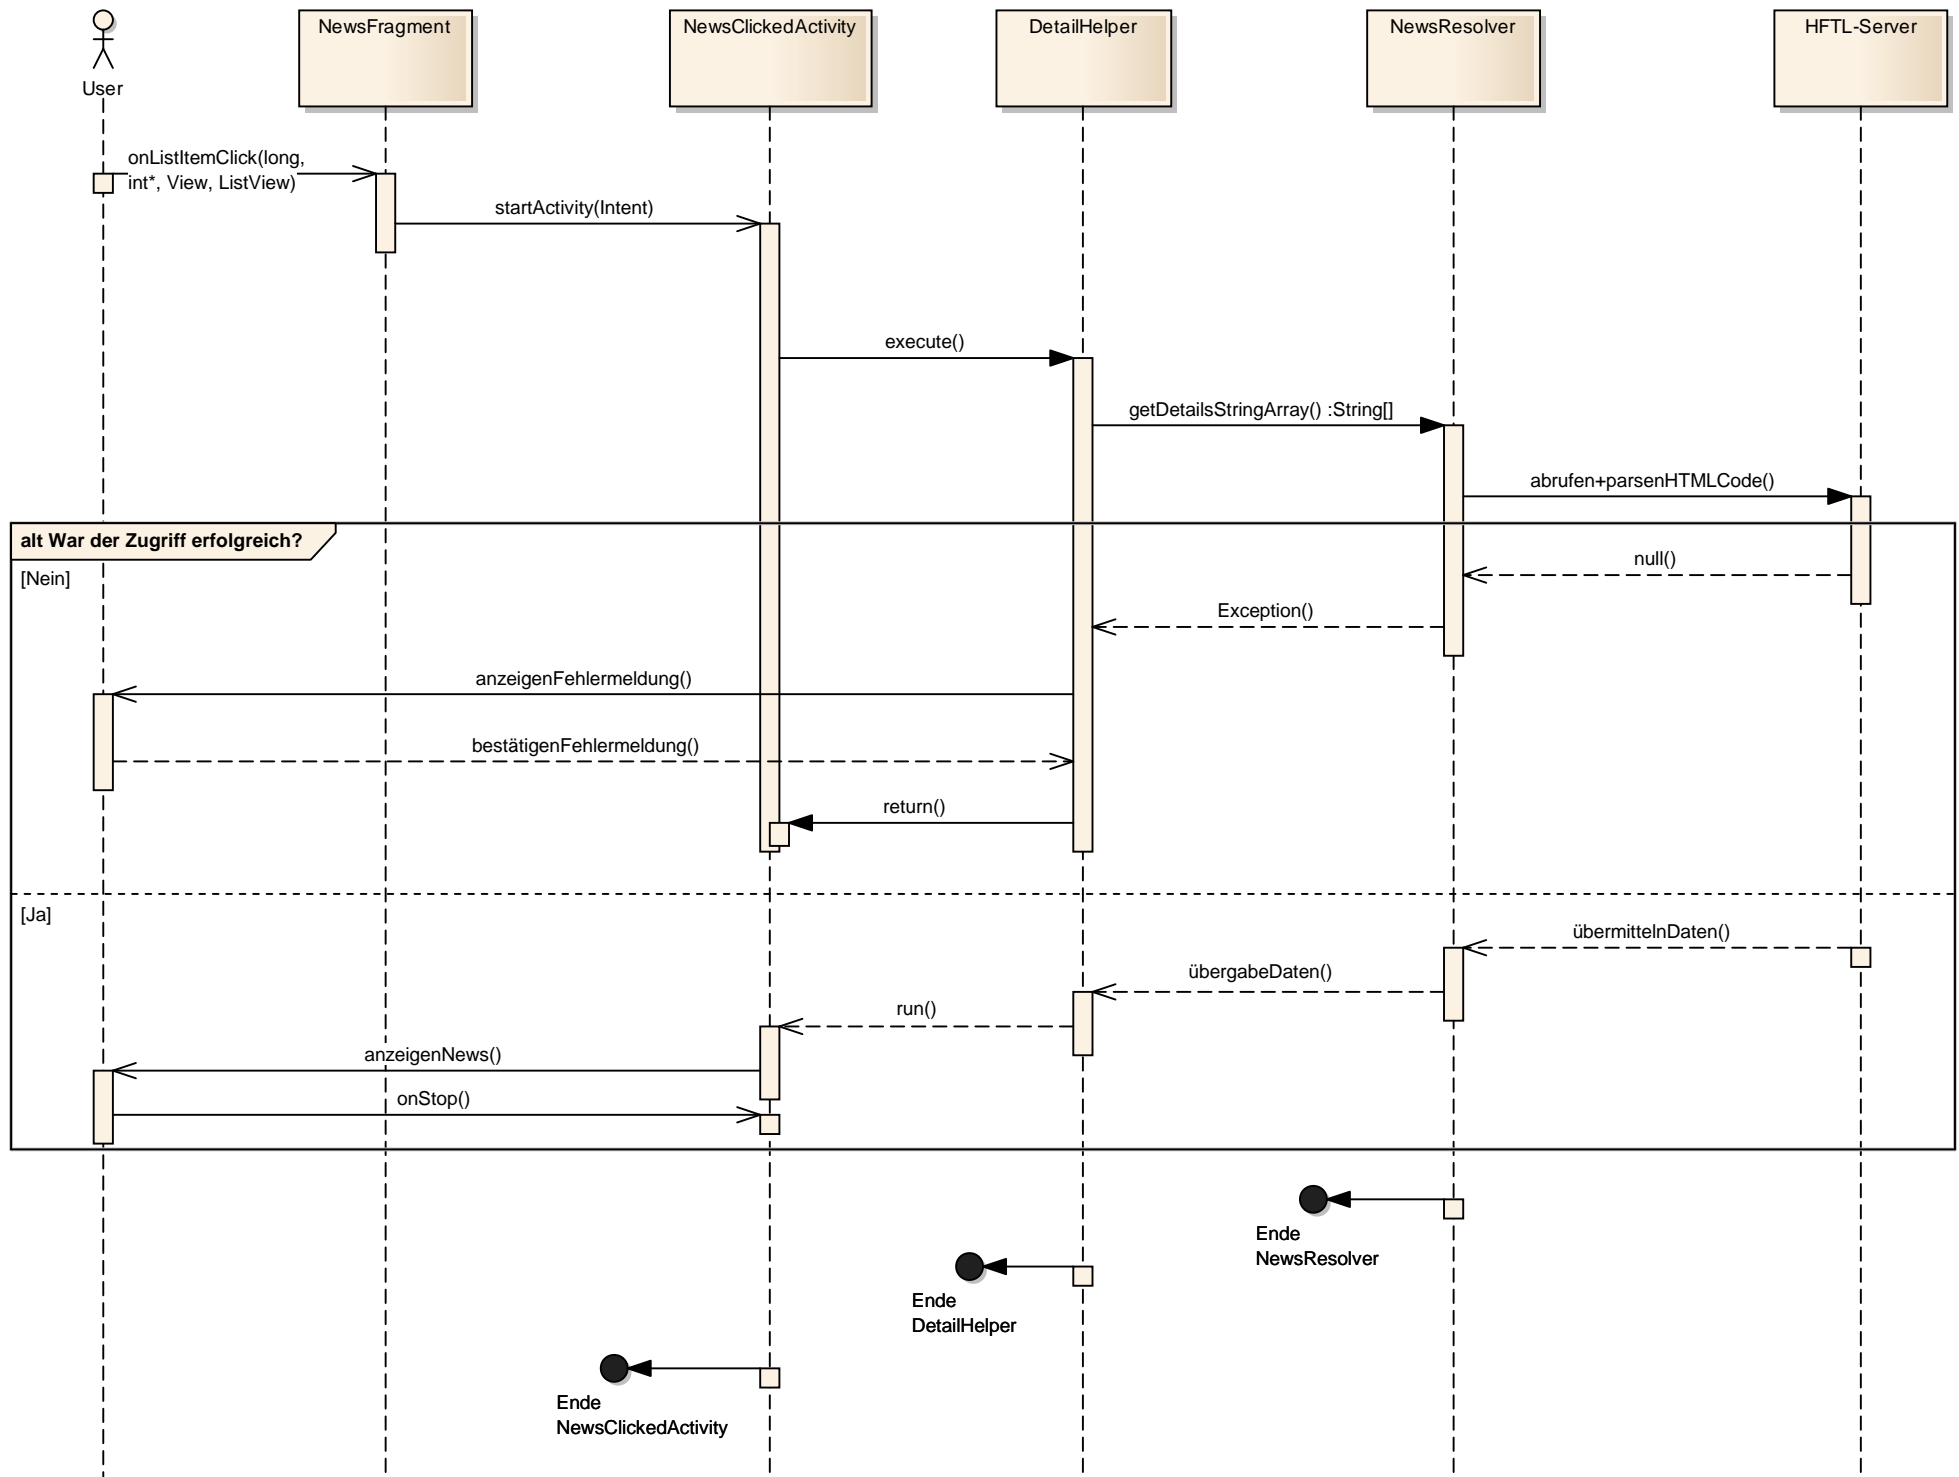 User
NewsFragment
NewsClickedActivity
DetailHelper
NewsResolver
HFTL-Server
onListItemClick(long,
int*, View, ListView)
startActivity(Intent)
execute()
getDetailsStringArray() :String[]
abrufen+parsenHTMLCode()
alt War der Zugriff erfolgreich?
[Nein]
null()
Exception()
anzeigenFehlermeldung()
bestätigenFehlermeldung()
return()
[Ja]
übermittelnDaten()
übergabeDaten()
run()
anzeigenNews()
onStop()
Ende
NewsResolver
Ende
DetailHelper
Ende
NewsClickedActivity